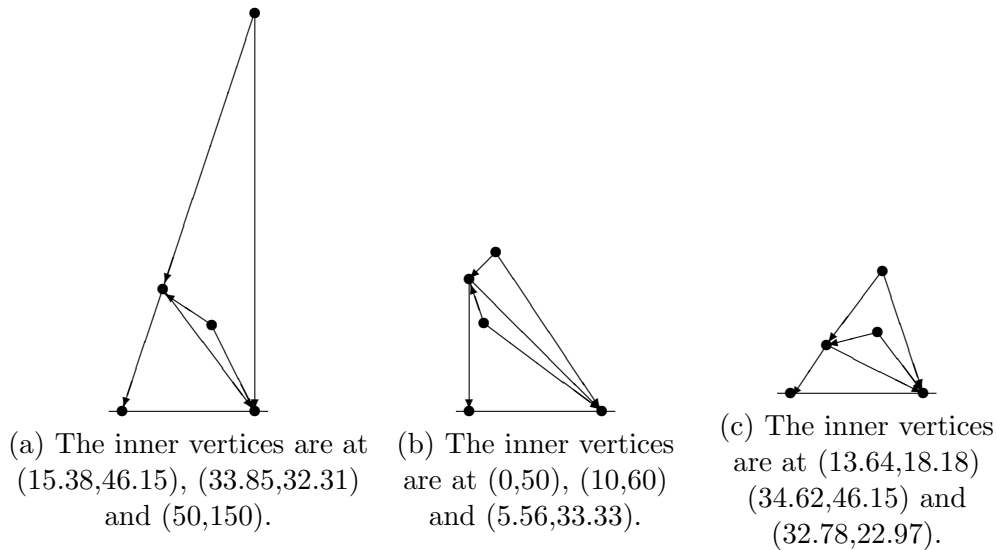 (a) The inner vertices are at
(15.38,46.15), (33.85,32.31)
and (50,150).
(b) The inner vertices
are at (0,50), (10,60)
and (5.56,33.33).
(c) The inner vertices
are at (13.64,18.18)
(34.62,46.15) and
(32.78,22.97).